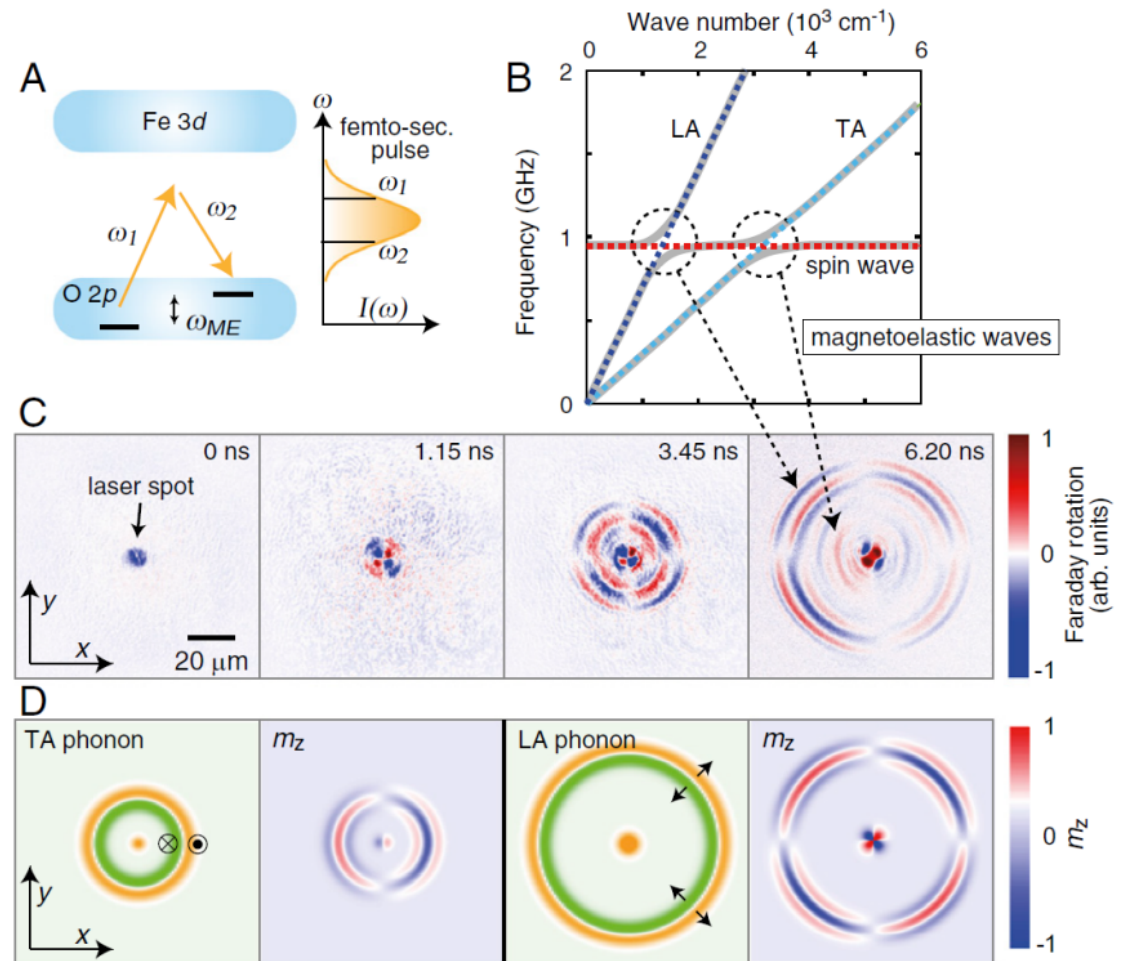 A
Fe 3d
ω1
ω2
O 2p
ωME
ω
femto-sec.
pulse
ω1
ω2
I(ω)
B
Wave number (10³ cm⁻¹)
0 2 4 6
2
1
0
Frequency (GHz)
LA
TA
spin wave
magnetoelastic waves
C
0 ns
laser spot
y
x
20 μm
1.15 ns
3.45 ns
6.20 ns
1
0
-1
Faraday rotation
(arb. units)
D
TA phonon
y
x
mz
LA phonon
mz
1
0
-1
mz